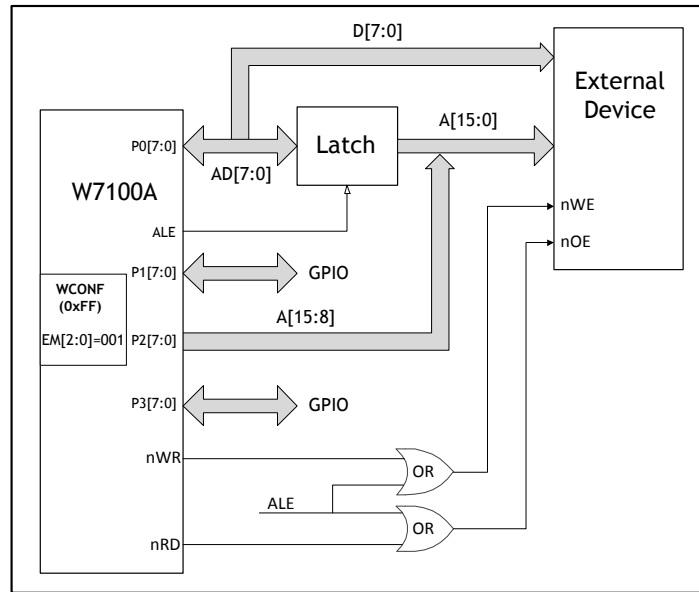 D[7:0]
External
Device
A[15:0]
P0[7:0]
Latch
AD[7:0]
W7100A
nWE
ALE
nOE
P1[7:0]
GPIO
WCONF
(0xFF)
A[15:8]
EM[2:0]=001
P2[7:0]
P3[7:0]
GPIO
nWR
OR
ALE
OR
nRD